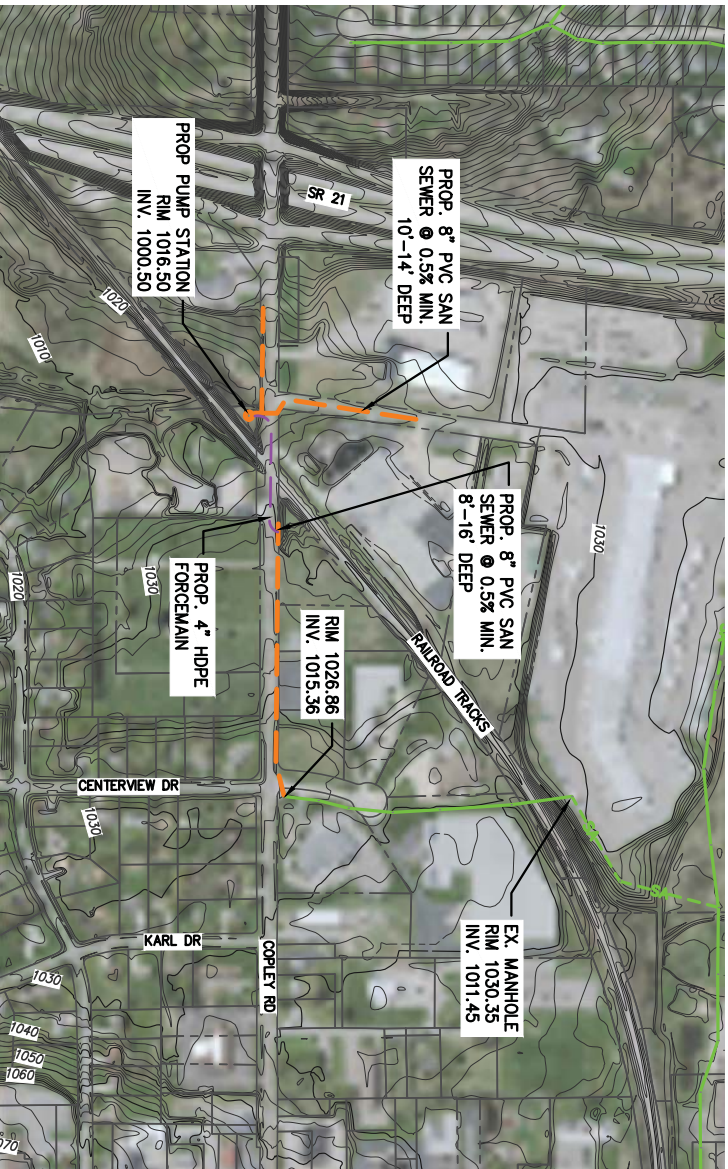 PROP. 8" PVC SAN
SEWER @ 0.5% MIN.
10'-14' DEEP
SR 21
PROP PUMP STATION
RIM 1016.50
INV. 1000.50
1020
1010
PROP. 8" PVC SAN
SEWER @ 0.5% MIN.
8'-16' DEEP
1030
PROP. 4" HDPE
FORCEMAIN
1030
1020
RIM 1026.86
INV. 1015.36
RAILROAD TRACKS
CENTERVIEW DR
1030
EX. MANHOLE
RIM 1030.35
INV. 1011.45
SA
KARL DR
COPLEY RD
1030
1040
1050
1060
1070